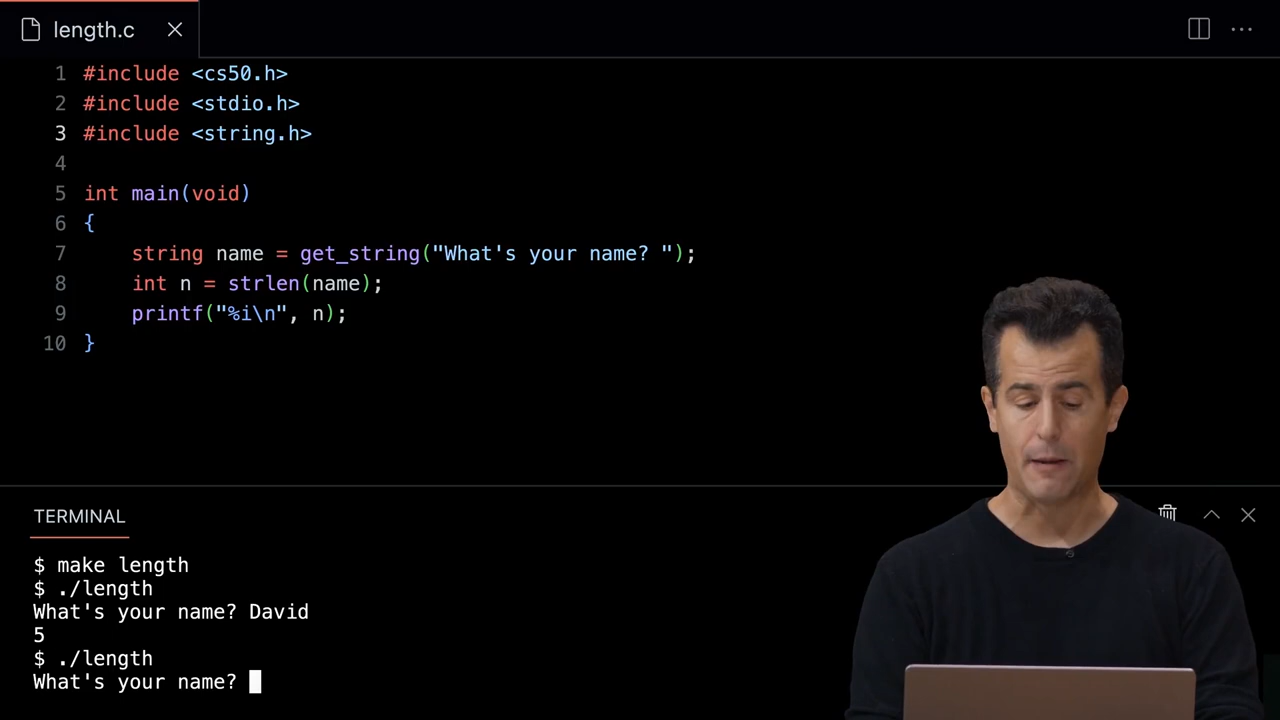 length.c
1 #include <cs50.h>
2 #include <stdio.h>
3 #include <string.h>
4
5 int main(void)
6 {
7     string name = get_string("What's your name? ");
8     int n = strlen(name);
9     printf("%i\n", n);
10 }
TERMINAL
$ make length
$ ./length
What's your name? David
5
$ ./length
What's your name?